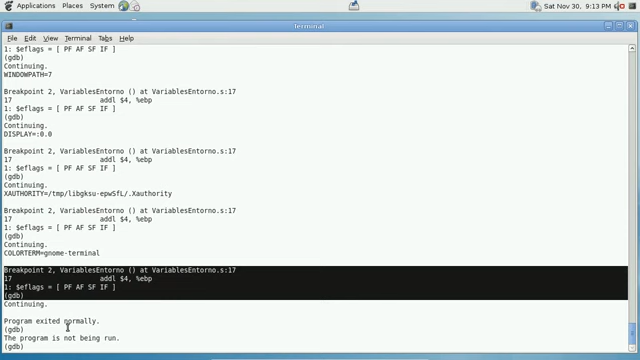 Applications Places System
Sat Nov 30, 9:13 PM
Terminal
File Edit View Terminal Tabs Help
1: $eflags = [ PF AF SF IF ]
(gdb)
Continuing.
WINDOWPATH=7
Breakpoint 2, VariablesEntorno () at VariablesEntorno.s:17
17 addl $4, %ebp
1: $eflags = [ PF AF SF IF ]
(gdb)
Continuing.
DISPLAY=:0.0
Breakpoint 2, VariablesEntorno () at VariablesEntorno.s:17
17 addl $4, %ebp
1: $eflags = [ PF AF SF IF ]
(gdb)
Continuing.
XAUTHORITY=/tmp/libgksu-epwSfL/.Xauthority
Breakpoint 2, VariablesEntorno () at VariablesEntorno.s:17
17 addl $4, %ebp
1: $eflags = [ PF AF SF IF ]
(gdb)
Continuing.
COLORTERM=gnome-terminal
Breakpoint 2, VariablesEntorno () at VariablesEntorno.s:17
17 addl $4, %ebp
1: $eflags = [ PF AF SF IF ]
(gdb)
Continuing.
Program exited normally.
(gdb)
The program is not being run.
(gdb)